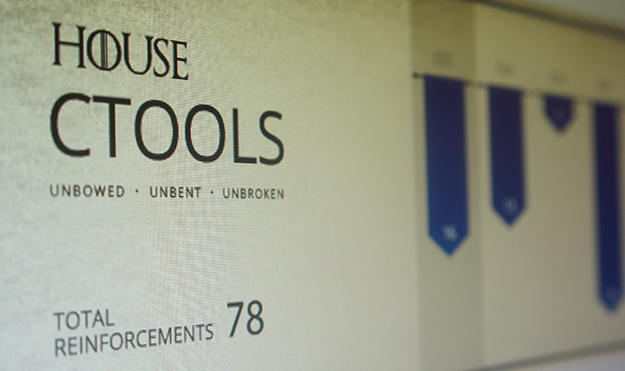 HOUSE
CTOOLS
UNBOWED · UNBENT · UNBROKEN
TOTAL
REINFORCEMENTS 78